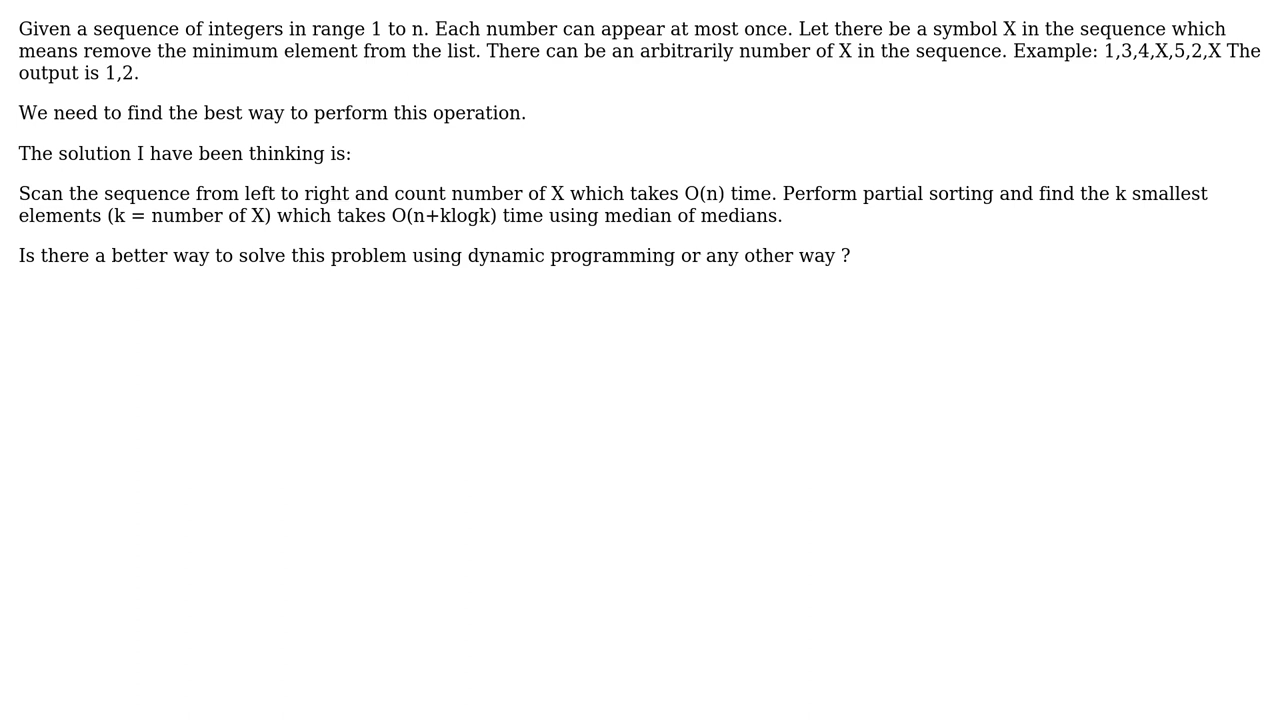 Given a sequence of integers in range 1 to n. Each number can appear at most once. Let there be a symbol X in the sequence which
means remove the minimum element from the list. There can be an arbitrarily number of X in the sequence. Example: 1,3,4,X,5,2,X The
output is 1,2.
We need to find the best way to perform this operation.
The solution I have been thinking is:
Scan the sequence from left to right and count number of X which takes O(n) time. Perform partial sorting and find the k smallest
elements (k = number of X) which takes O(n+klogk) time using median of medians.
Is there a better way to solve this problem using dynamic programming or any other way ?